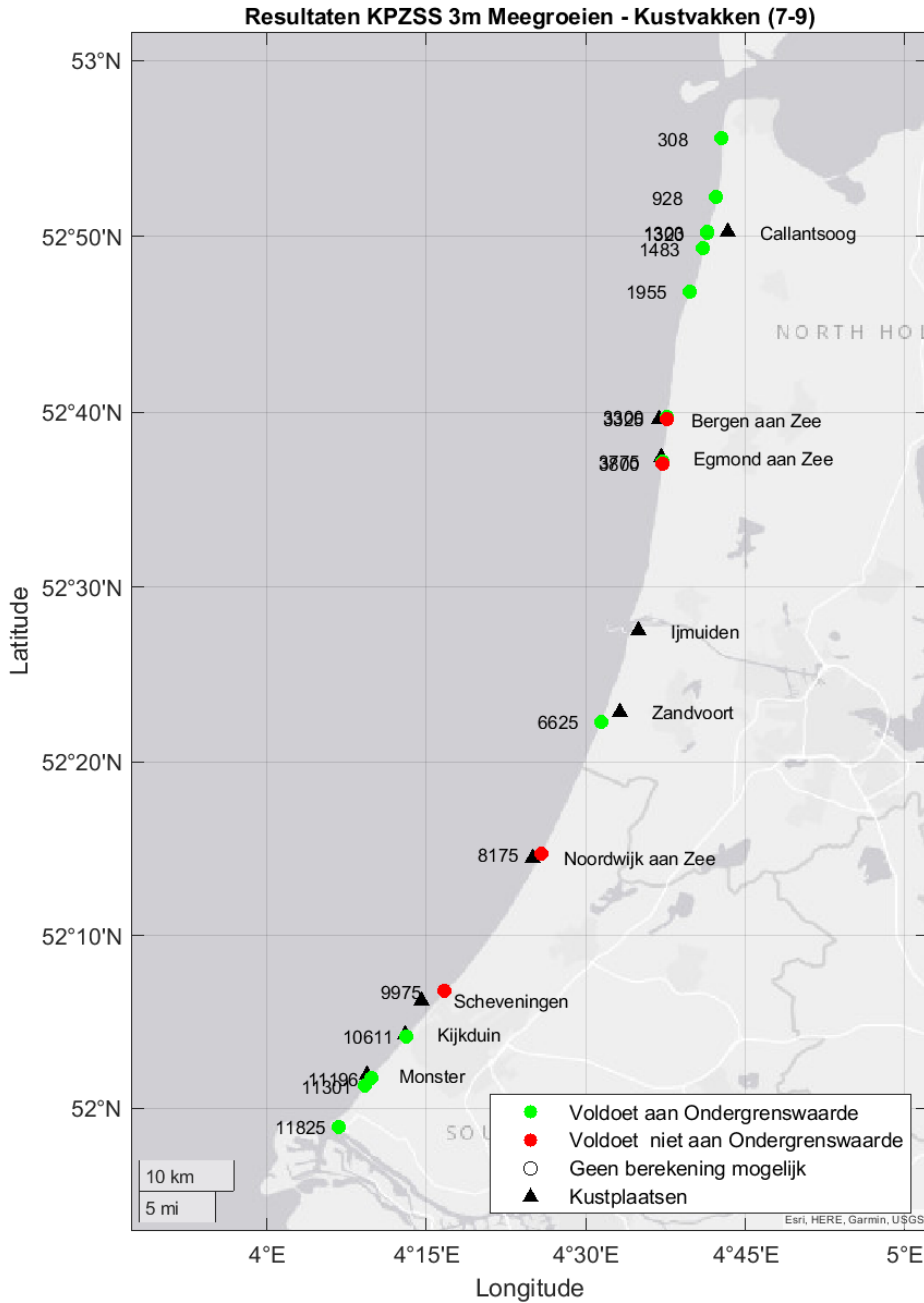 Resultaten KPZSS 3m Meegroeien - Kustvakken (7-9)
53°N
308
928
Callantsoog
52°50'N
1483
1955
NORTH HOL
52°40'N
Bergen aan Zee
Egmond aan Zee
3800
52°30'N
Ijmuiden
Zandvoort
6625
52°20'N
8175
Noordwijk aan Zee
52°10'N
9975
Scheveningen
10611
Kijkduin
Monster
11196
11301
52°N
11825
SOU
Voldoet aan Ondergrenswaarde
Voldoet niet aan Ondergrenswaarde
Geen berekening mogelijk
Kustplaatsen
10 km
5 mi
Esri, HERE, Garmin, USGS
4°E
4°15'E
4°30'E
4°45'E
5°E
Longitude
Latitude